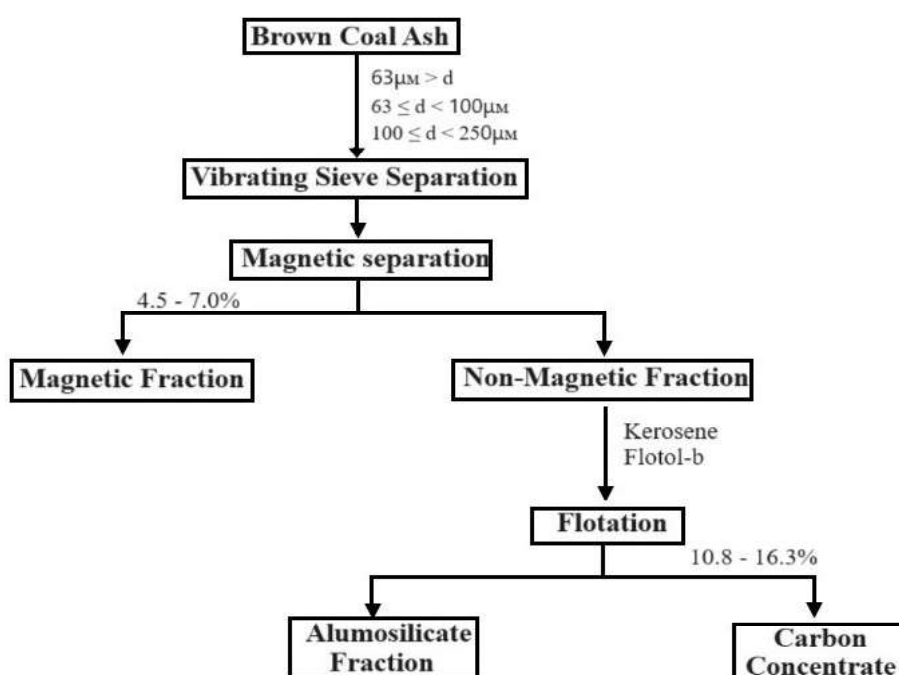 Brown Coal Ash
63μм > d
63 ≤ d < 100μм
100 ≤ d < 250μм
Vibrating Sieve Separation
Magnetic separation
4.5 - 7.0%
Magnetic Fraction
Non-Magnetic Fraction
Kerosene
Flotol-b
Flotation
10.8 - 16.3%
Alumosilicate
Fraction
Carbon
Concentrate